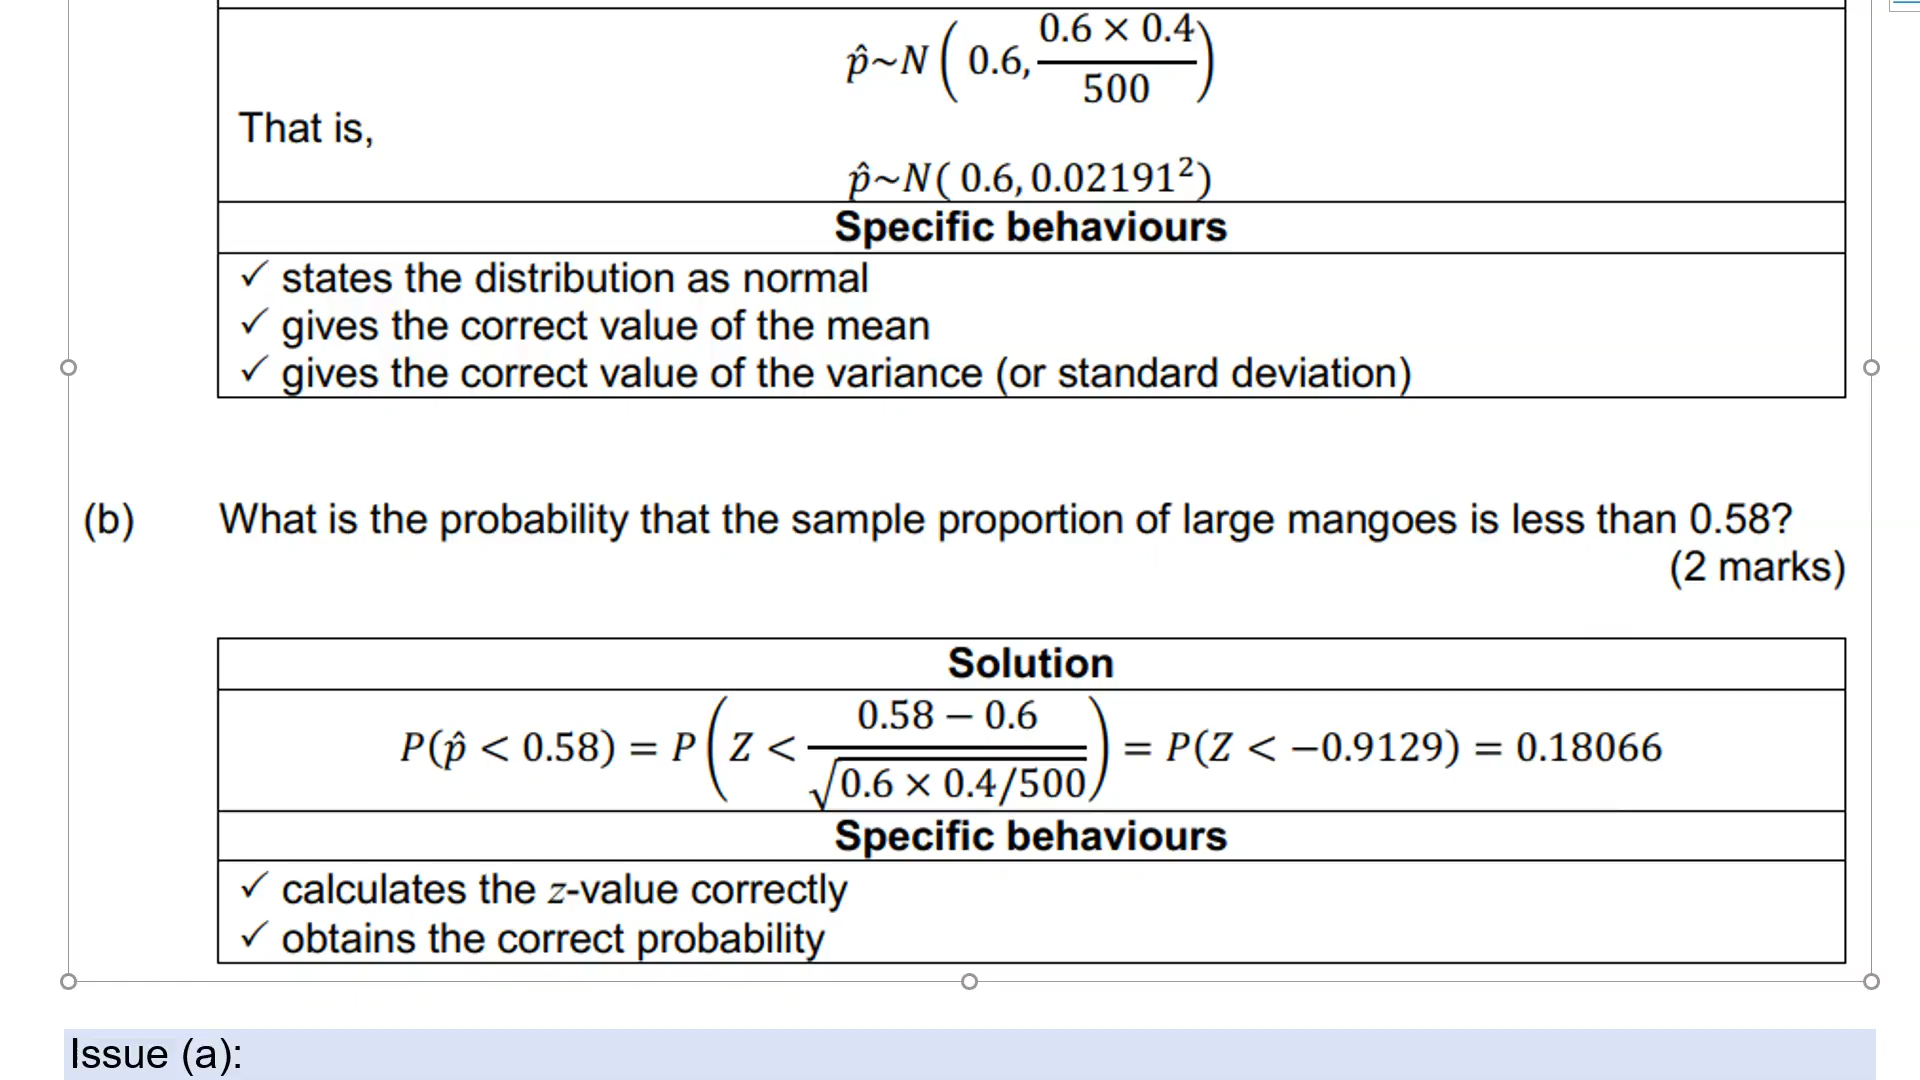 p̂~N(0.6, 0.6 × 0.4/500)
That is,
p̂~N(0.6, 0.02191²)
Specific behaviours
✓ states the distribution as normal
✓ gives the correct value of the mean
✓ gives the correct value of the variance (or standard deviation)
(b) What is the probability that the sample proportion of large mangoes is less than 0.58?
(2 marks)
Solution
P(p̂ < 0.58) = P(Z < (0.58 − 0.6)/√(0.6 × 0.4/500)) = P(Z < −0.9129) = 0.18066
Specific behaviours
✓ calculates the z-value correctly
✓ obtains the correct probability
Issue (a):